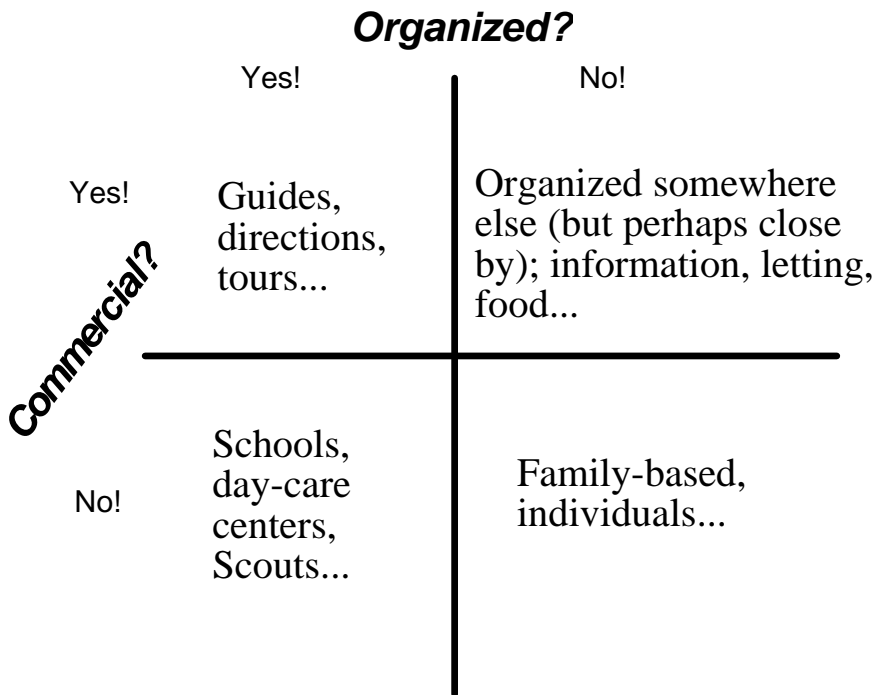 Organized?
Yes!
No!
Yes!
Guides,
directions,
tours...
Organized somewhere
else (but perhaps close
by); information, letting,
food...
Commercial?
No!
Schools,
day-care
centers,
Scouts...
Family-based,
individuals...